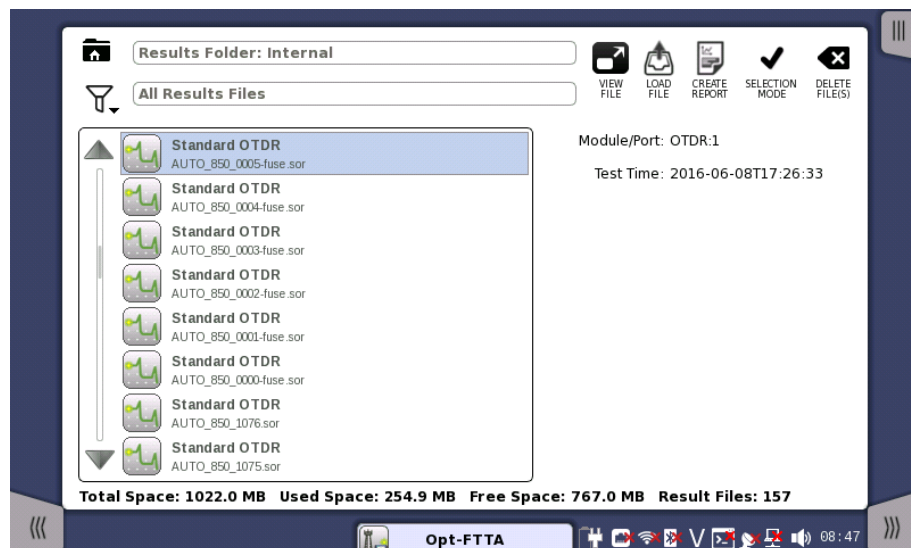 Results Folder: Internal
All Results Files
VIEW FILE
LOAD FILE
CREATE REPORT
SELECTION MODE
DELETE FILE(S)
Standard OTDR
AUTO_850_0005-fuse.sor
Standard OTDR
AUTO_850_0004-fuse.sor
Standard OTDR
AUTO_850_0003-fuse.sor
Standard OTDR
AUTO_850_0002-fuse.sor
Standard OTDR
AUTO_850_0001-fuse.sor
Standard OTDR
AUTO_850_0000-fuse.sor
Standard OTDR
AUTO_850_1076.sor
Standard OTDR
AUTO_850_1075.sor
Module/Port: OTDR:1
Test Time: 2016-06-08T17:26:33
Total Space: 1022.0 MB Used Space: 254.9 MB Free Space: 767.0 MB Result Files: 157
Opt-FTTA
V
08:47